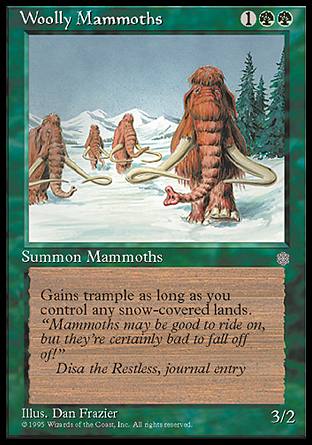 Woolly Mammoths 1
Summon Mammoths
Gains trample as long as you
control any snow-covered lands.
"Mammoths may be good to ride on,
but they're certainly bad to fall off
of!"
Disa the Restless, journal entry
Illus. Dan Frazier
©1995 Wizards of the Coast, Inc. All rights reserved.
3/2